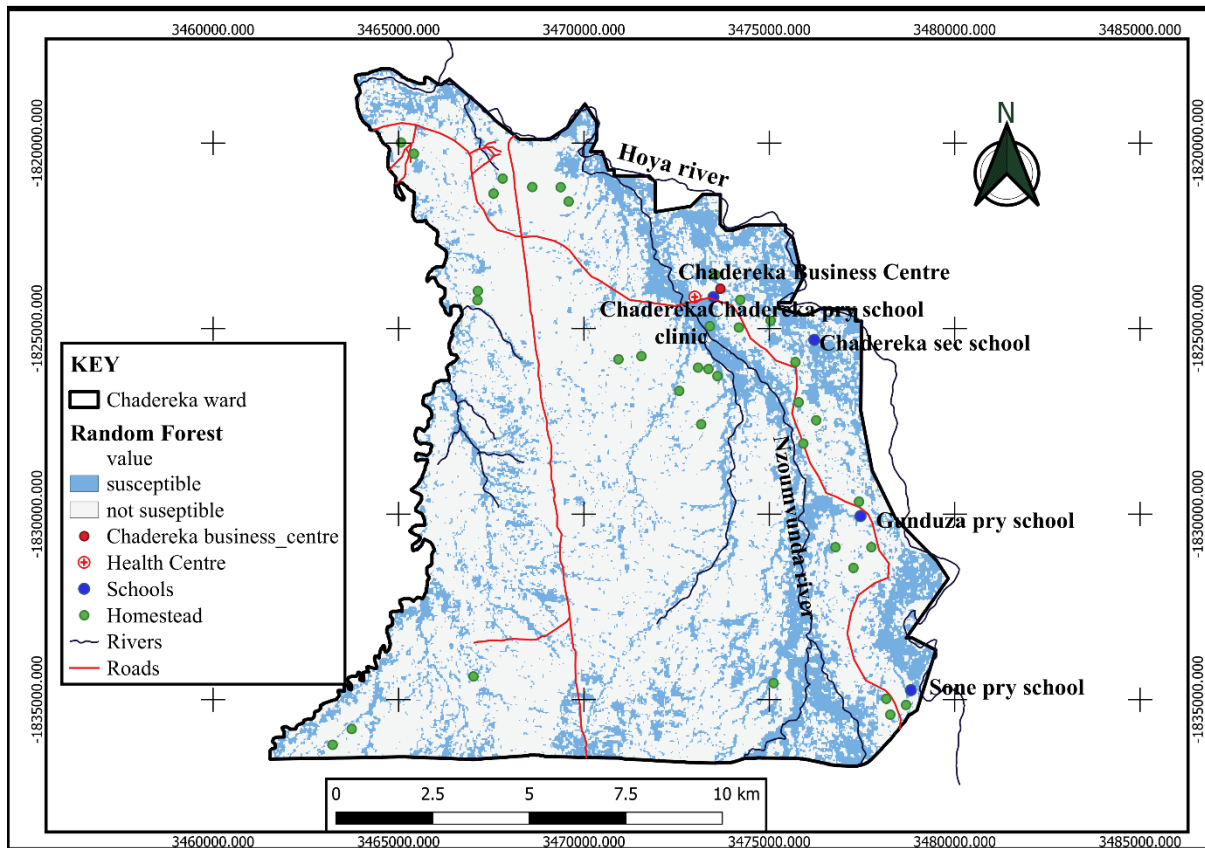 3460000.000 3465000.000 3470000.000 3475000.000 3480000.000 3485000.000
N
-1820000.000
-1820000.000
Hoya river
Chadereka Business Centre
Chadereka
Chadereka pry school
clinic
-1825000.000
-1825000.000
Chadereka sec school
KEY
Chadereka ward
Random Forest
value
susceptible
not suseptible
Chadereka business_centre
Health Centre
Schools
Homestead
Rivers
Roads
Nzoumvunda river
-1830000.000
-1830000.000
Gunduza pry school
-1835000.000
-1835000.000
Sone pry school
0 2.5 5 7.5 10 km
3460000.000 3465000.000 3470000.000 3475000.000 3480000.000 3485000.000